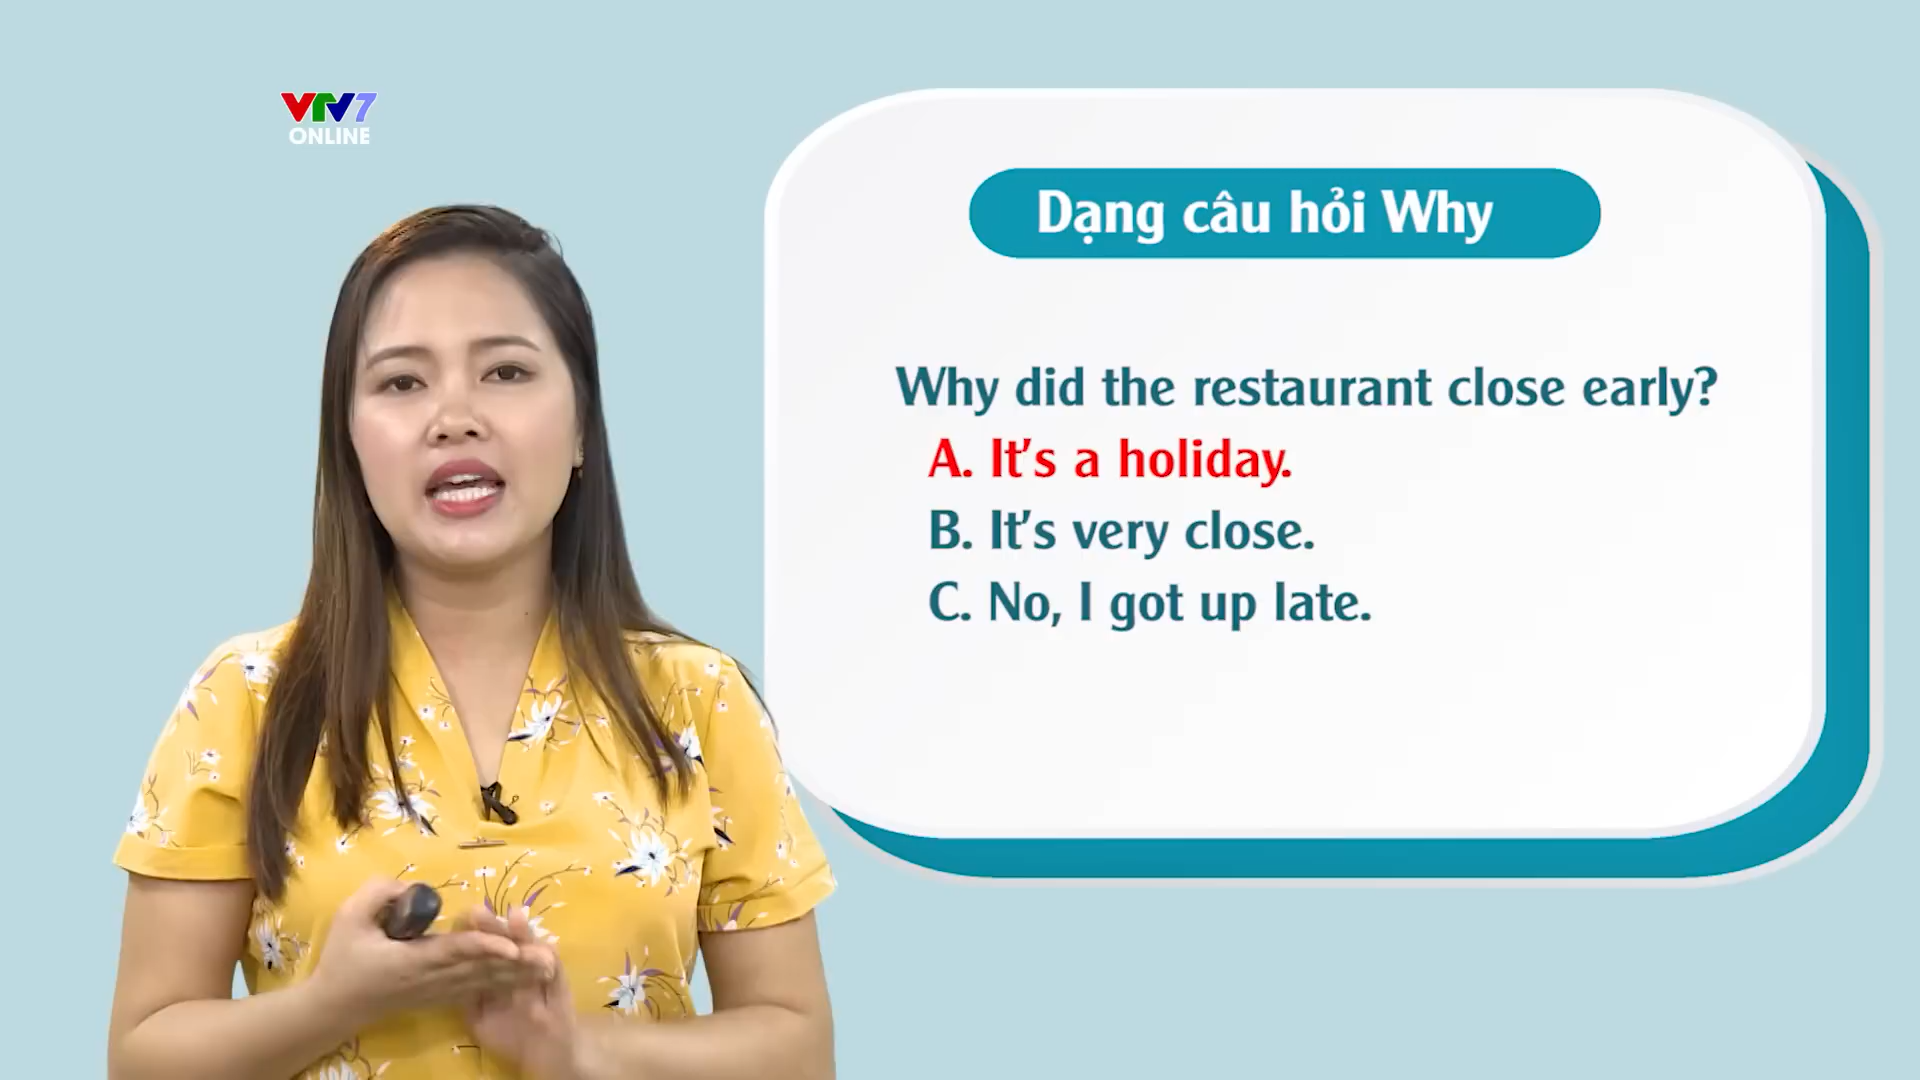 VTV7
ONLINE
Dạng câu hỏi Why
Why did the restaurant close early?
A. It's a holiday.
B. It's very close.
C. No, I got up late.